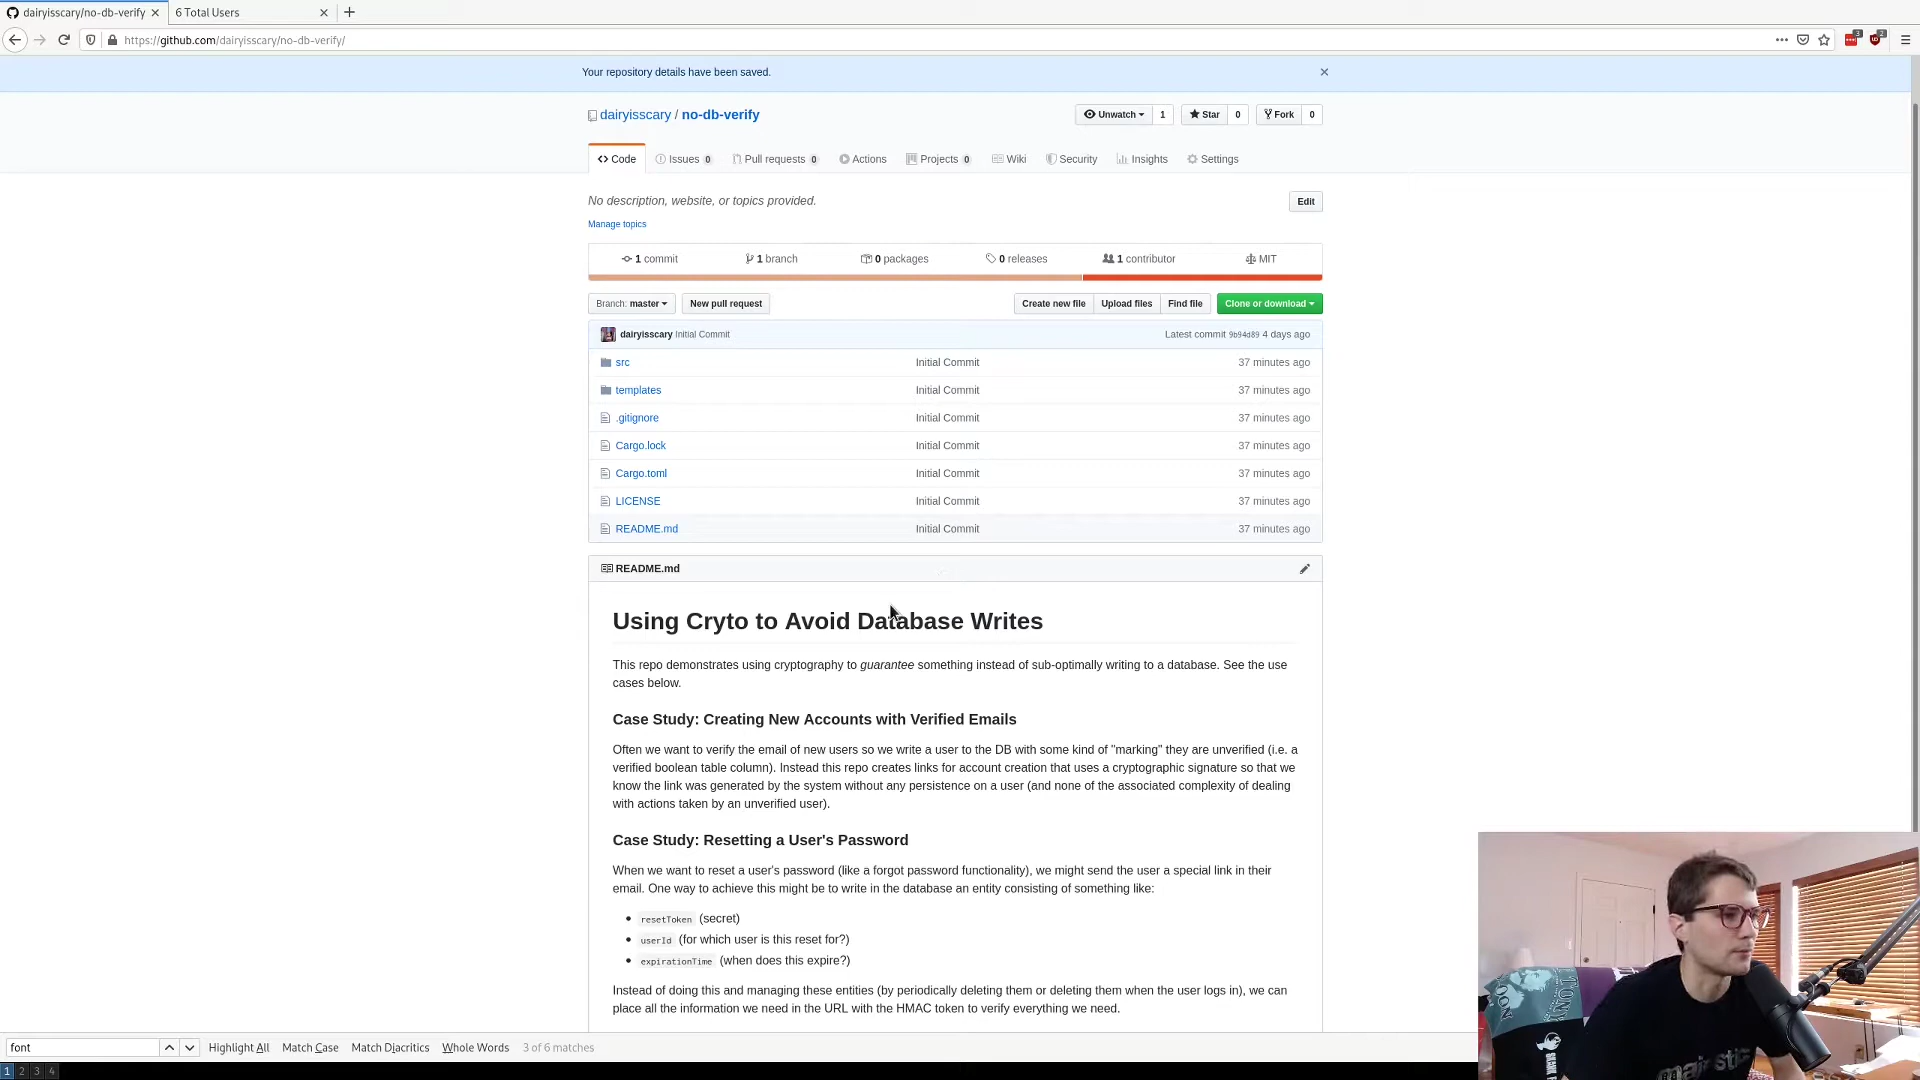 dairyisscary/no-db-verify
6 Total Users
https://github.com/dairyisscary/no-db-verify/
3
2
Your repository details have been saved.
dairyisscary / no-db-verify
Unwatch 1
Star 0
Fork 0
Code
Issues 0
Pull requests 0
Actions
Projects 0
Wiki
Security
Insights
Settings
No description, website, or topics provided.
Edit
Manage topics
1 commit
1 branch
0 packages
0 releases
1 contributor
MIT
Branch: master
New pull request
Create new file
Upload files
Find file
Clone or download
dairyisscary Initial Commit
Latest commit 9b94d89 4 days ago
src Initial Commit 37 minutes ago
templates Initial Commit 37 minutes ago
.gitignore Initial Commit 37 minutes ago
Cargo.lock Initial Commit 37 minutes ago
Cargo.toml Initial Commit 37 minutes ago
LICENSE Initial Commit 37 minutes ago
README.md Initial Commit 37 minutes ago
README.md
Using Cryto to Avoid Database Writes
This repo demonstrates using cryptography to guarantee something instead of sub-optimally writing to a database. See the use
cases below.
Case Study: Creating New Accounts with Verified Emails
Often we want to verify the email of new users so we write a user to the DB with some kind of "marking" they are unverified (i.e. a
verified boolean table column). Instead this repo creates links for account creation that uses a cryptographic signature so that we
know the link was generated by the system without any persistence on a user (and none of the associated complexity of dealing
with actions taken by an unverified user).
Case Study: Resetting a User's Password
When we want to reset a user's password (like a forgot password functionality), we might send the user a special link in their
email. One way to achieve this might be to write in the database an entity consisting of something like:
resetToken (secret)
userId (for which user is this reset for?)
expirationTime (when does this expire?)
Instead of doing this and managing these entities (by periodically deleting them or deleting them when the user logs in), we can
place all the information we need in the URL with the HMAC token to verify everything we need.
font
Highlight All
Match Case
Match Diacritics
Whole Words
3 of 6 matches
1 2 3 4